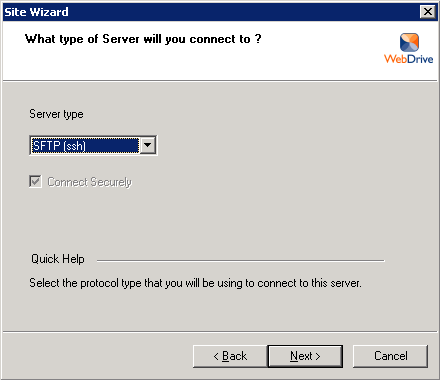 Site Wizard
What type of Server will you connect to ?
WebDrive
Server type
SFTP (ssh)
Connect Securely
Quick Help
Select the protocol type that you will be using to connect to this server.
< Back Next > Cancel